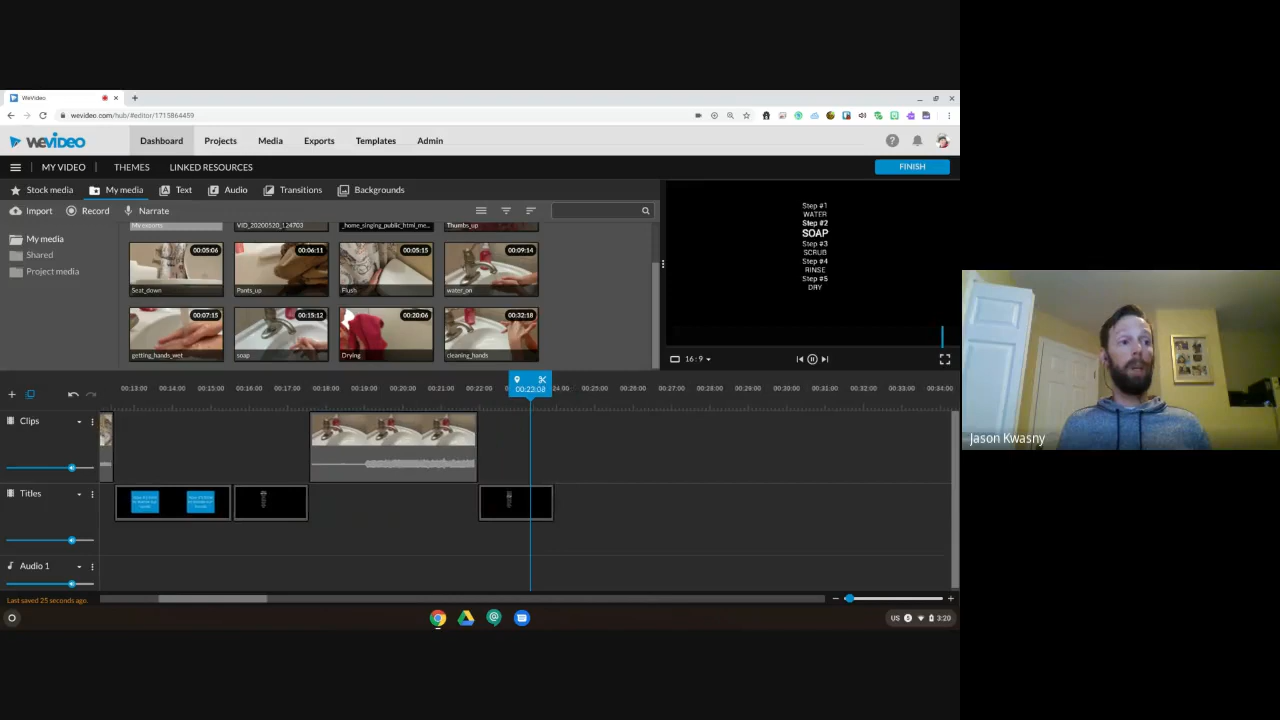 WeVideo
wevideo.com/hub/#editor/1715864459
WEVIDEO
Dashboard Projects Media Exports Templates Admin
MY VIDEO THEMES LINKED RESOURCES FINISH
Stock media My media Text Audio Transitions Backgrounds
Import Record Narrate
My media
Shared
Project media
My exports VID_20200520_124703 _home_singing_public_html_me... Thumbs_up
00:05:06 00:06:11 00:05:15 00:09:14
Seat_down Pants_up Flush water_on
00:07:15 00:15:12 00:20:06 00:32:18
getting_hands_wet soap Drying cleaning_hands
Step #1
WATER
Step #2
SOAP
Step #3
SCRUB
Step #4
RINSE
Step #5
DRY
16:9
00:13:00 00:14:00 00:15:00 00:16:00 00:17:00 00:18:00 00:19:00 00:20:00 00:21:00 00:22:00 00:25:00 00:26:00 00:27:00 00:28:00 00:29:00 00:30:00 00:31:00 00:32:00 00:33:00 00:34:00
Clips
Titles
Audio 1
Last saved 25 seconds ago.
US 3:20
Jason Kwasny